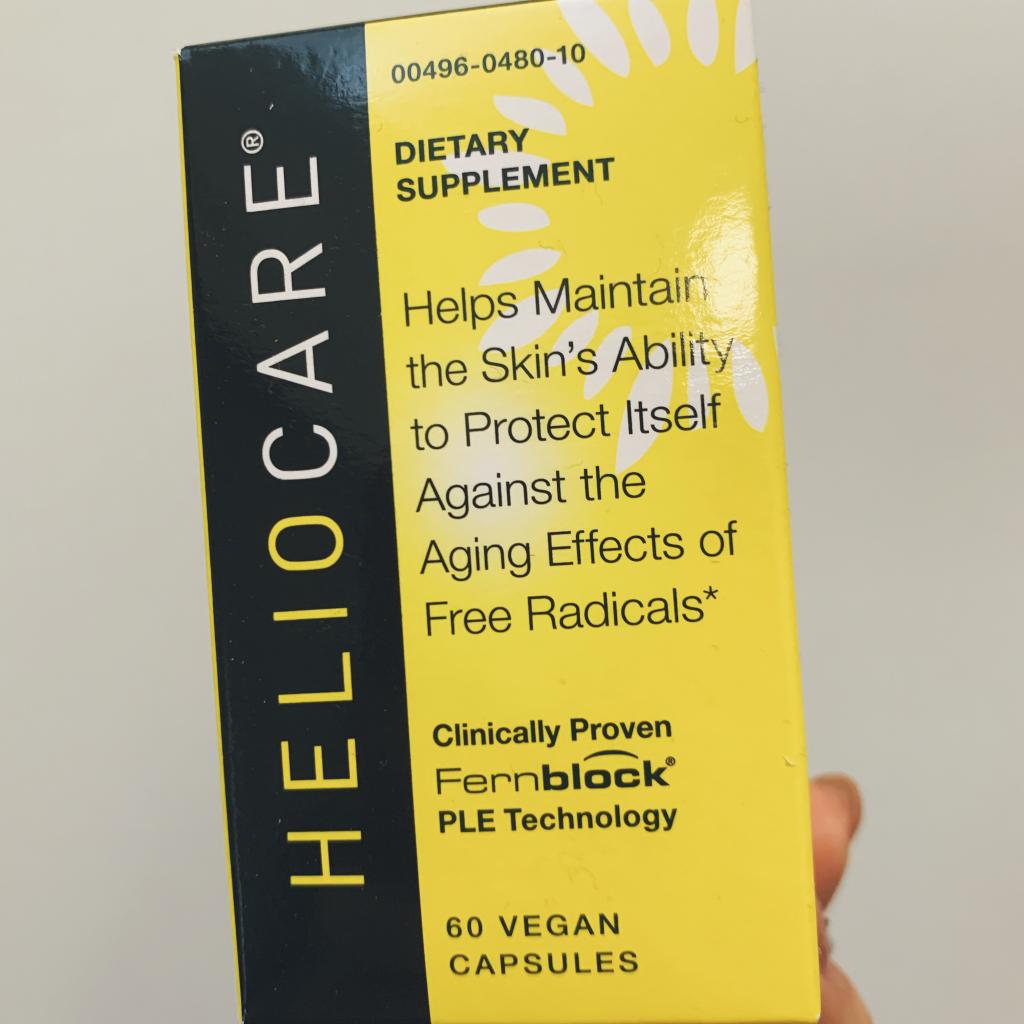 HELIOCARE®
00496-0480-10
DIETARY
SUPPLEMENT
Helps Maintain
the Skin's Ability
to Protect Itself
Against the
Aging Effects of
Free Radicals*
Clinically Proven
Fernblock®
PLE Technology
60 VEGAN
CAPSULES